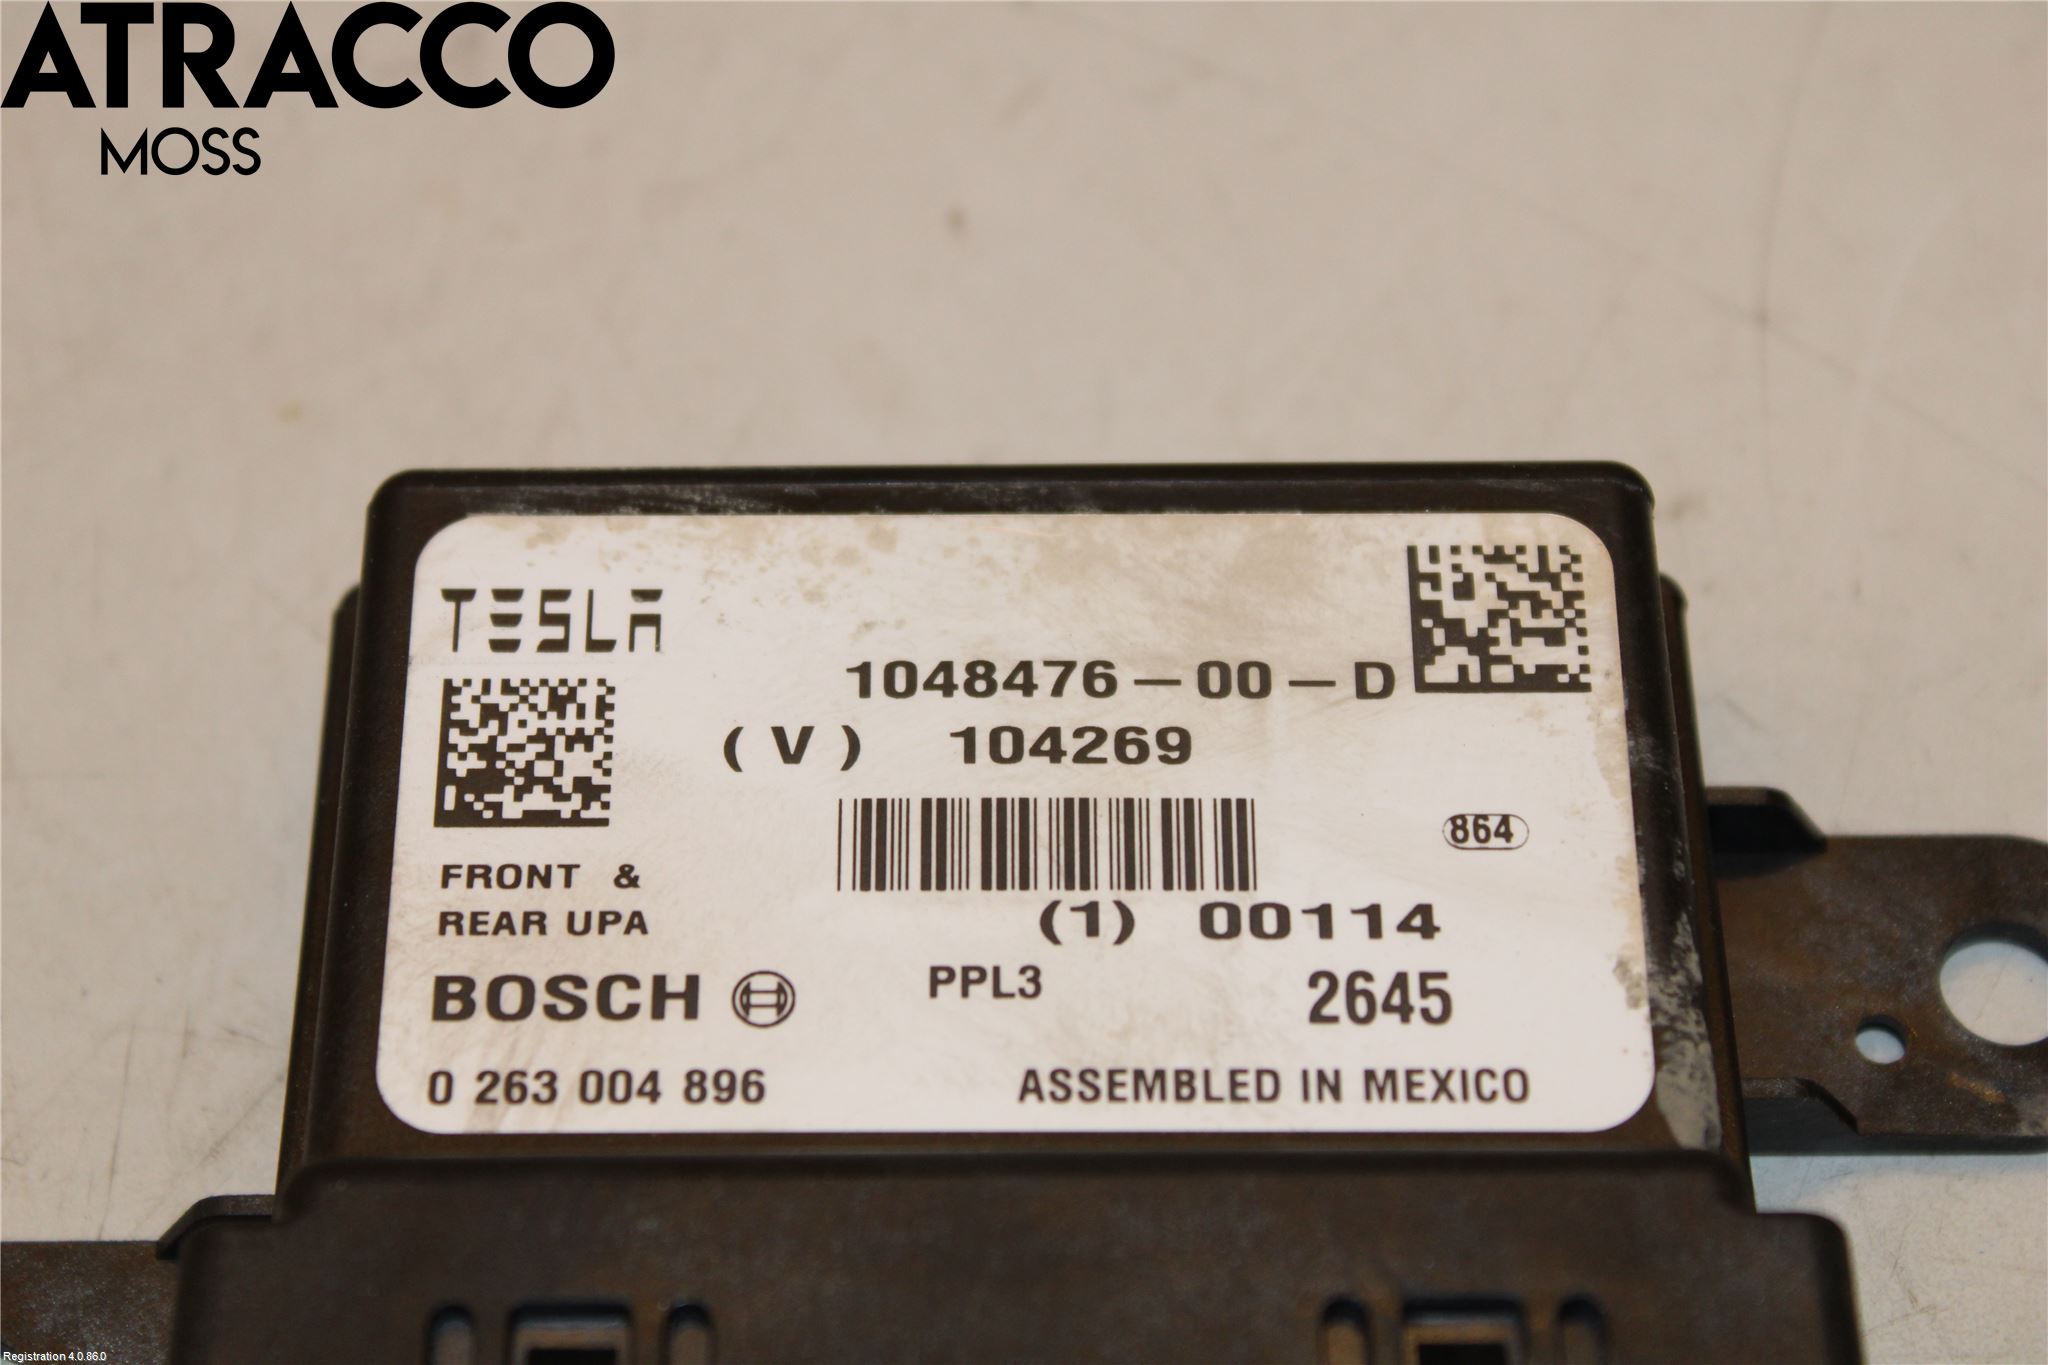 ATRACCO
MOSS
TESLA
1048476-00-D
(V) 104269
864
FRONT &
REAR UPA
(1) 00114
BOSCH
PPL3
2645
0 263 004 896
ASSEMBLED IN MEXICO
Registration 4.0.86.0